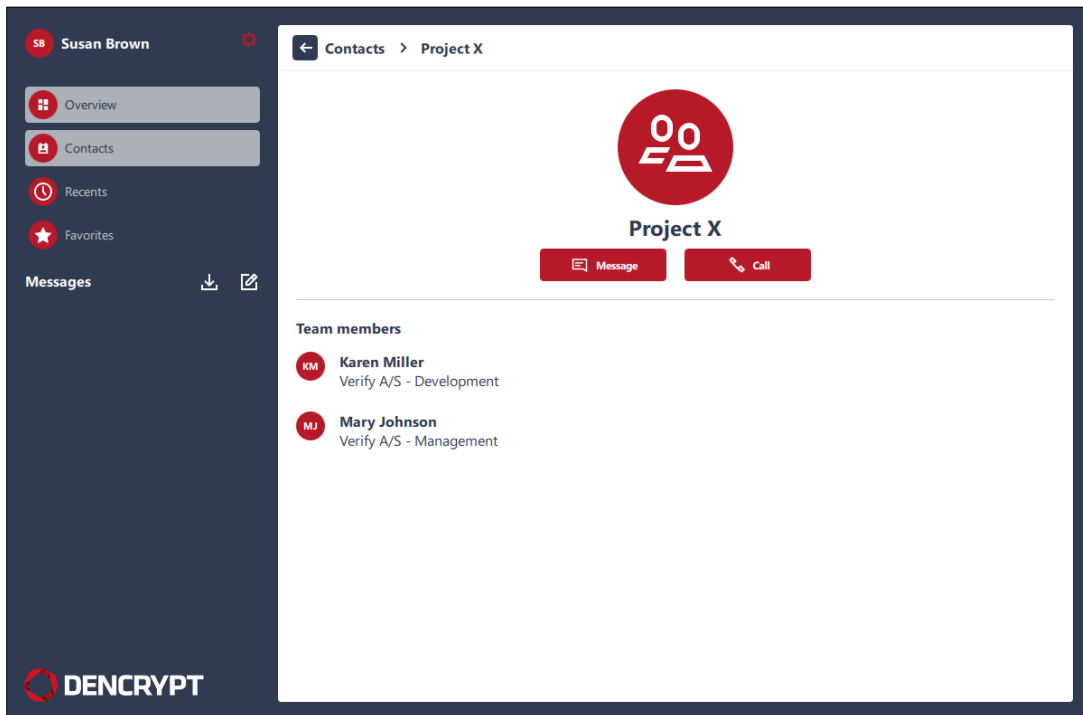 SB Susan Brown
Overview
Contacts
Recents
Favorites
Messages
DENCRYPT
Contacts > Project X
Project X
Message Call
Team members
KM Karen Miller
Verify A/S - Development
MJ Mary Johnson
Verify A/S - Management